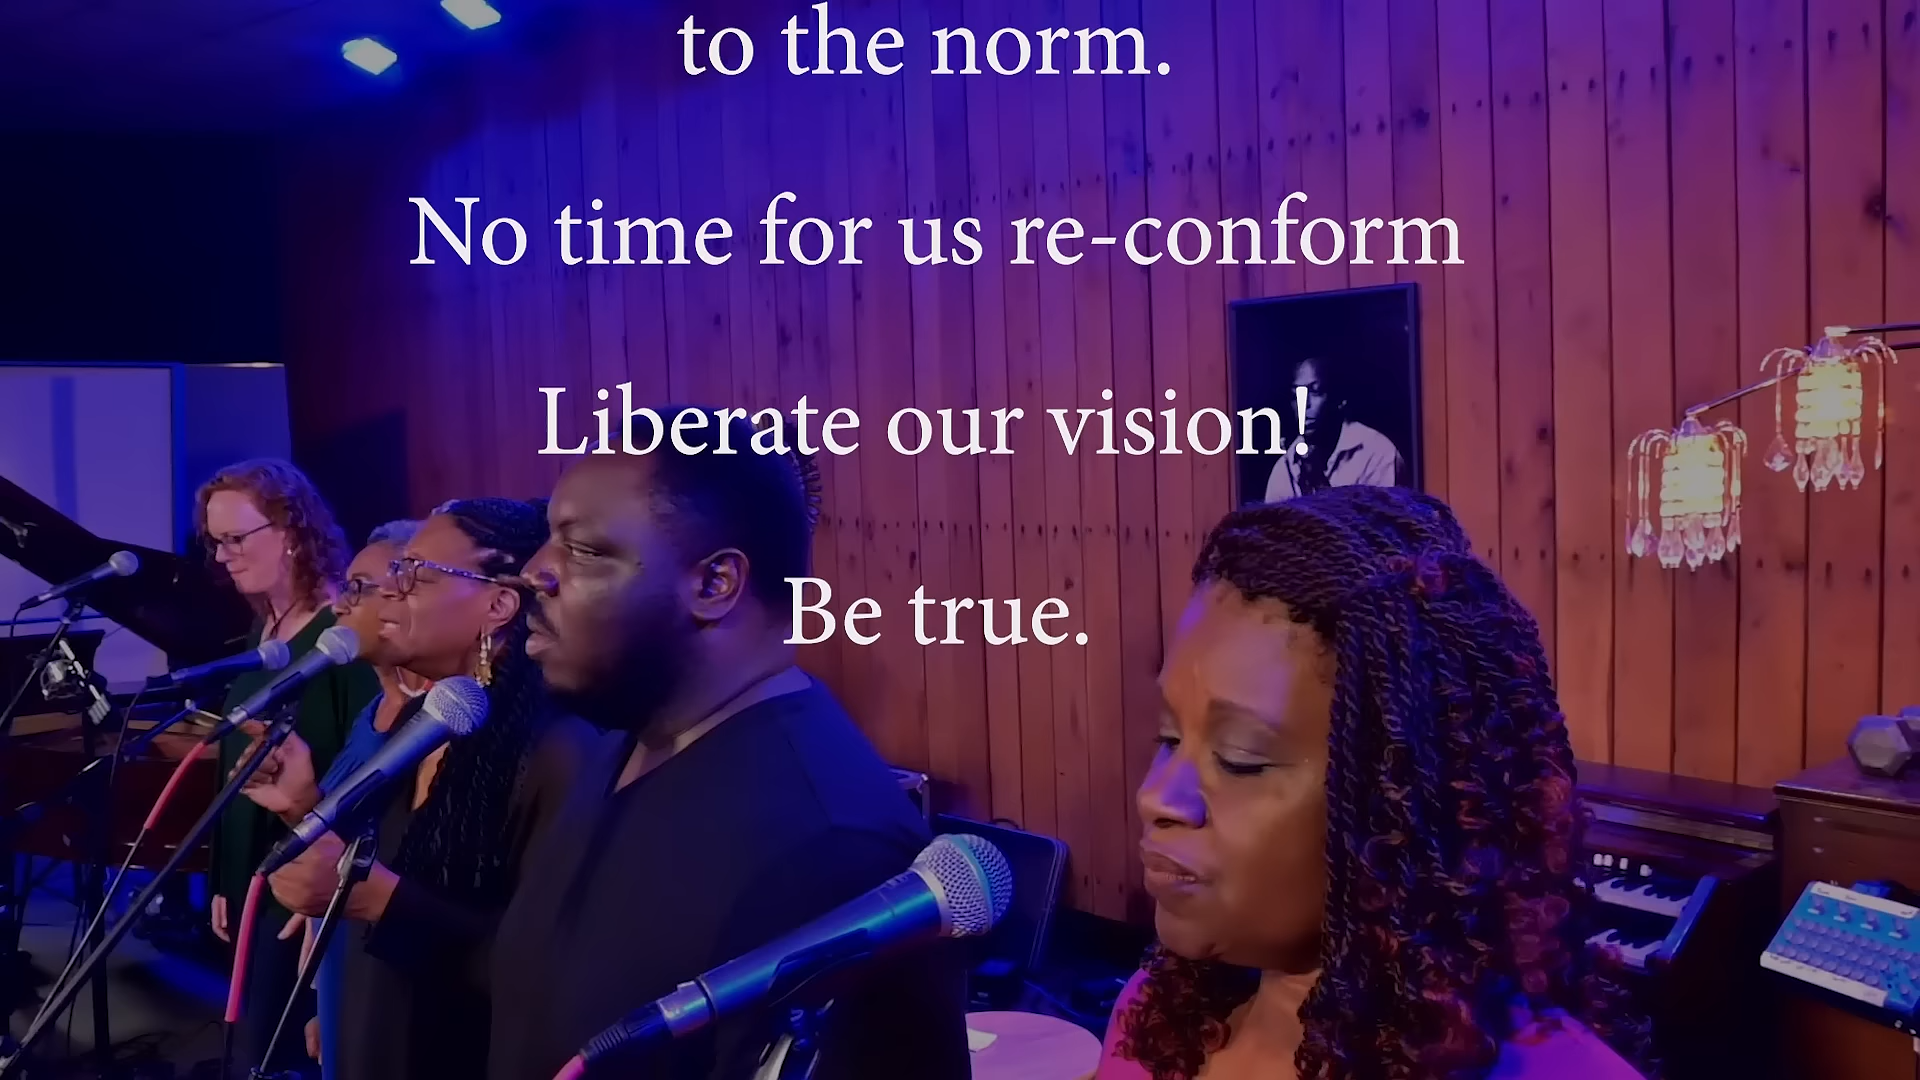 to the norm.
No time for us re-conform
Liberate our vision!
Be true.